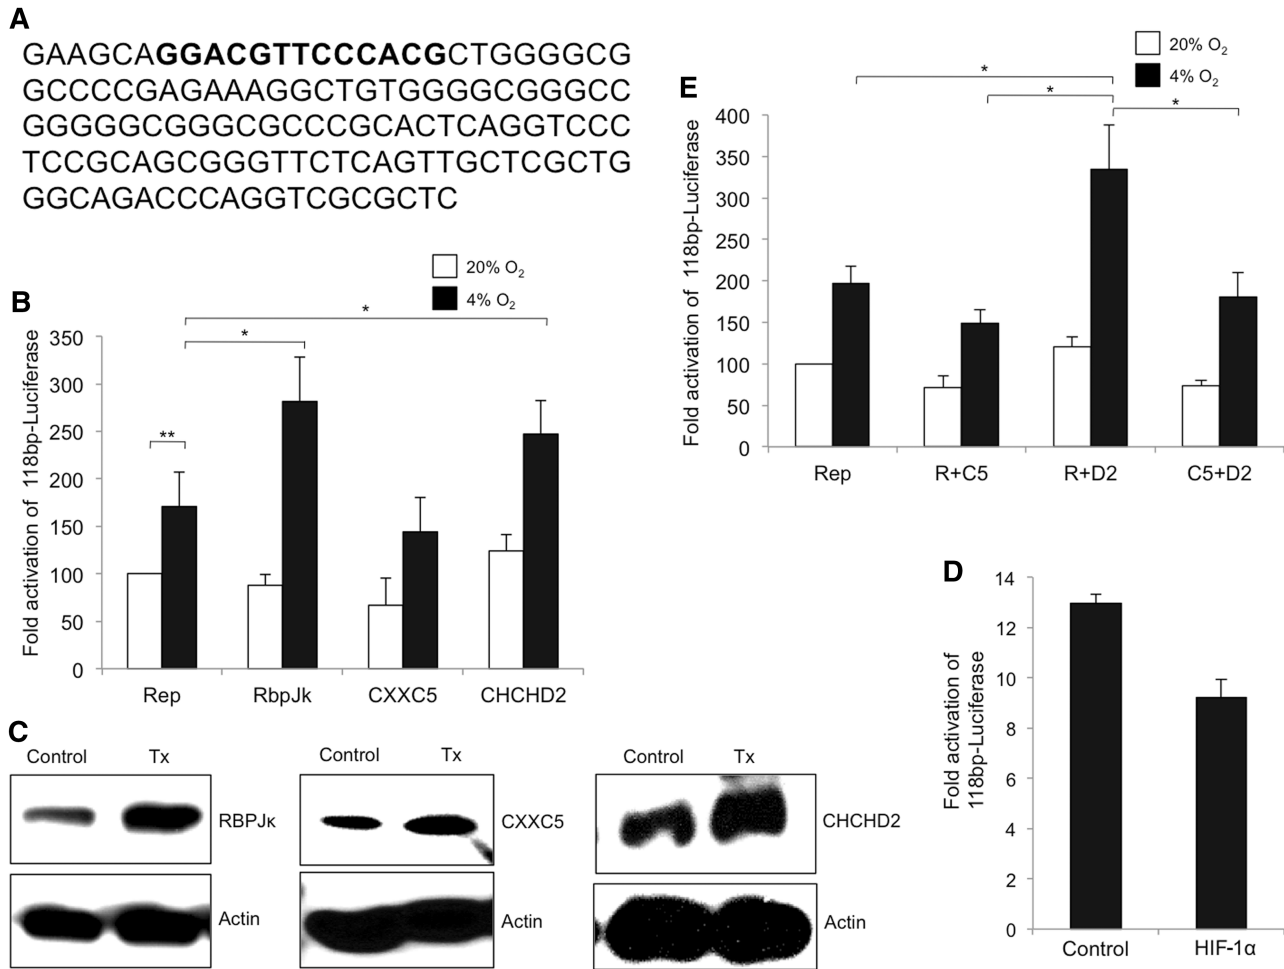 A
GAAGCAGGACGTTCCCACGCTGGGGCG
GCCCCGAGAAAGGCTGTGGGGCGGGCC
GGGGGCGGGCGCCCGCACTCAGGTCCC
TCCGCAGCGGGTTCTCAGTTGCTCGCTG
GGCAGACCCAGGTCGCGCTC
B
20% O₂
4% O₂
Fold activation of 118bp-Luciferase
350
300
250
200
150
100
50
0
*
*
**
Rep RbpJk CXXC5 CHCHD2
C
Control Tx
RBPJκ
Actin
Control Tx
CXXC5
Actin
Control Tx
CHCHD2
Actin
E
20% O₂
4% O₂
Fold activation of 118bp-Luciferase
400
350
300
250
200
150
100
50
0
*
*
*
Rep R+C5 R+D2 C5+D2
D
Fold activation of
118bp-Luciferase
14
12
10
8
6
4
2
0
Control HIF-1α